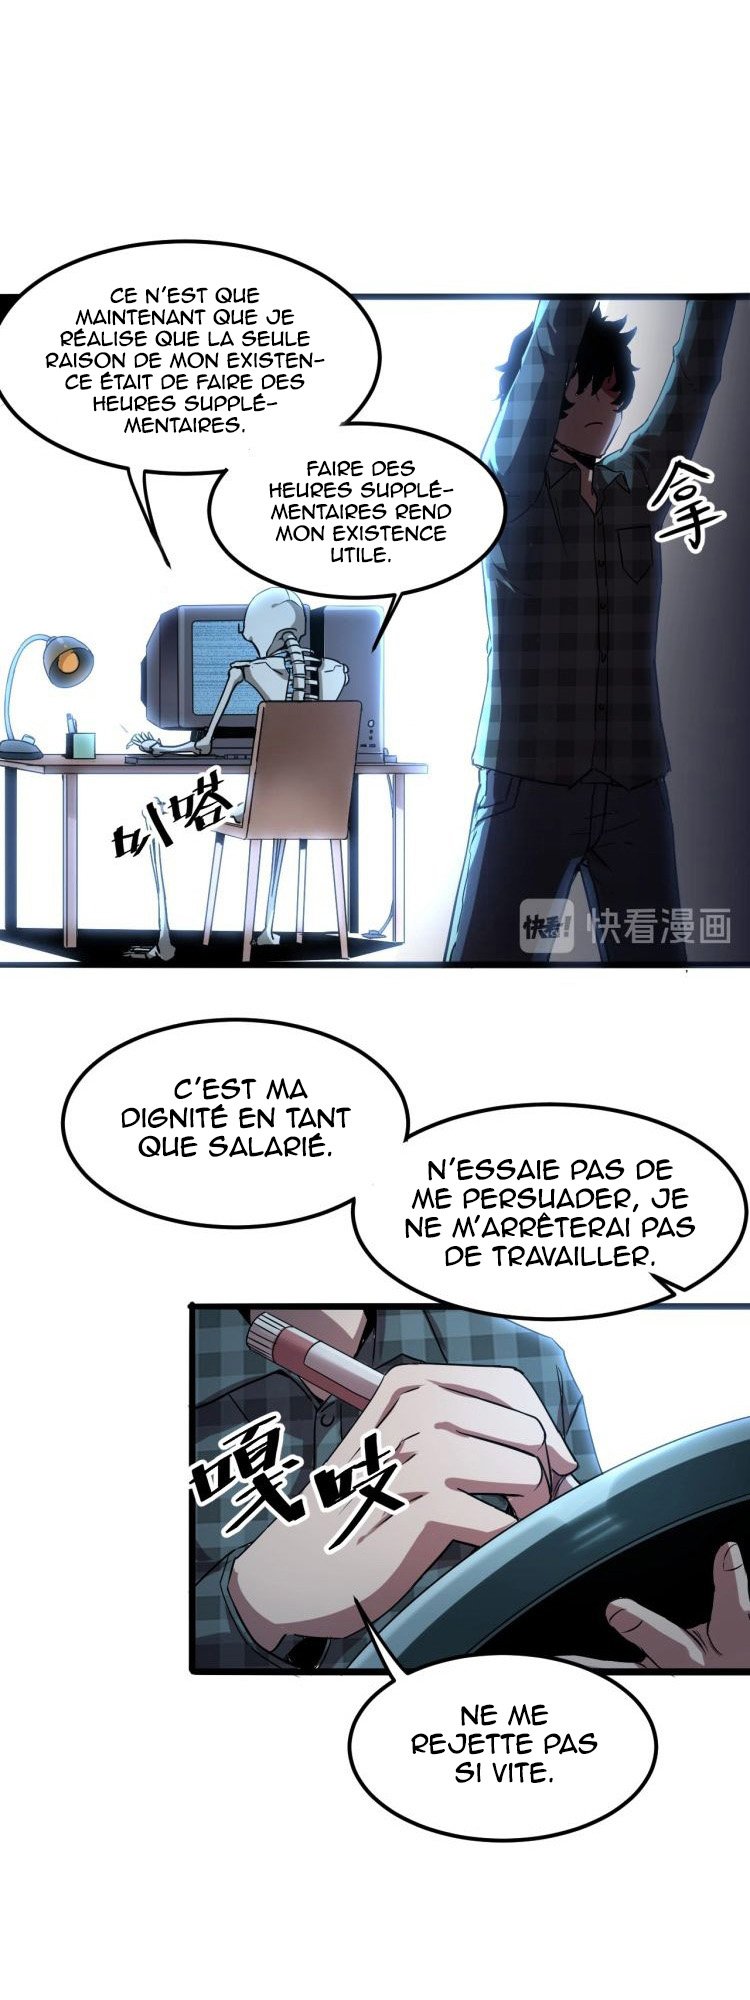 CE N'EST QUE
MAINTENANT QUE JE
RÉALISE QUE LA SEULE
RAISON DE MON EXISTEN-
CE ÉTAIT DE FAIRE DES
HEURES SUPPLÉ-
MENTAIRES.
FAIRE DES
HEURES SUPPLÉ-
MENTAIRES REND
MON EXISTENCE
UTILE.
拿
叭嗒
快看! 快看漫画
C'EST MA
DIGNITÉ EN TANT
QUE SALARIÉ.
N'ESSAIE PAS DE
ME PERSUADER, JE
NE M'ARRÊTERAI PAS
DE TRAVAILLER.
嘎吱
NE ME
REJETTE PAS
SI VITE.